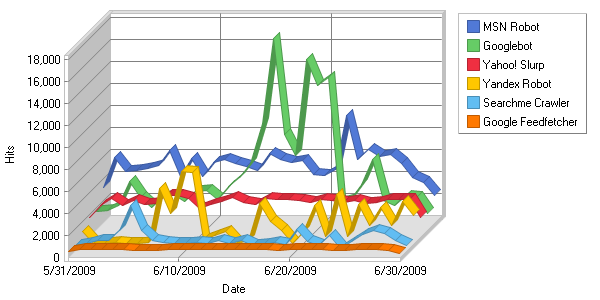 MSN Robot
Googlebot
Yahoo! Slurp
Yandex Robot
Searchme Crawler
Google Feedfetcher
Hits
18,000
16,000
14,000
12,000
10,000
8,000
6,000
4,000
2,000
0
5/31/2009 6/10/2009 6/20/2009 6/30/2009
Date